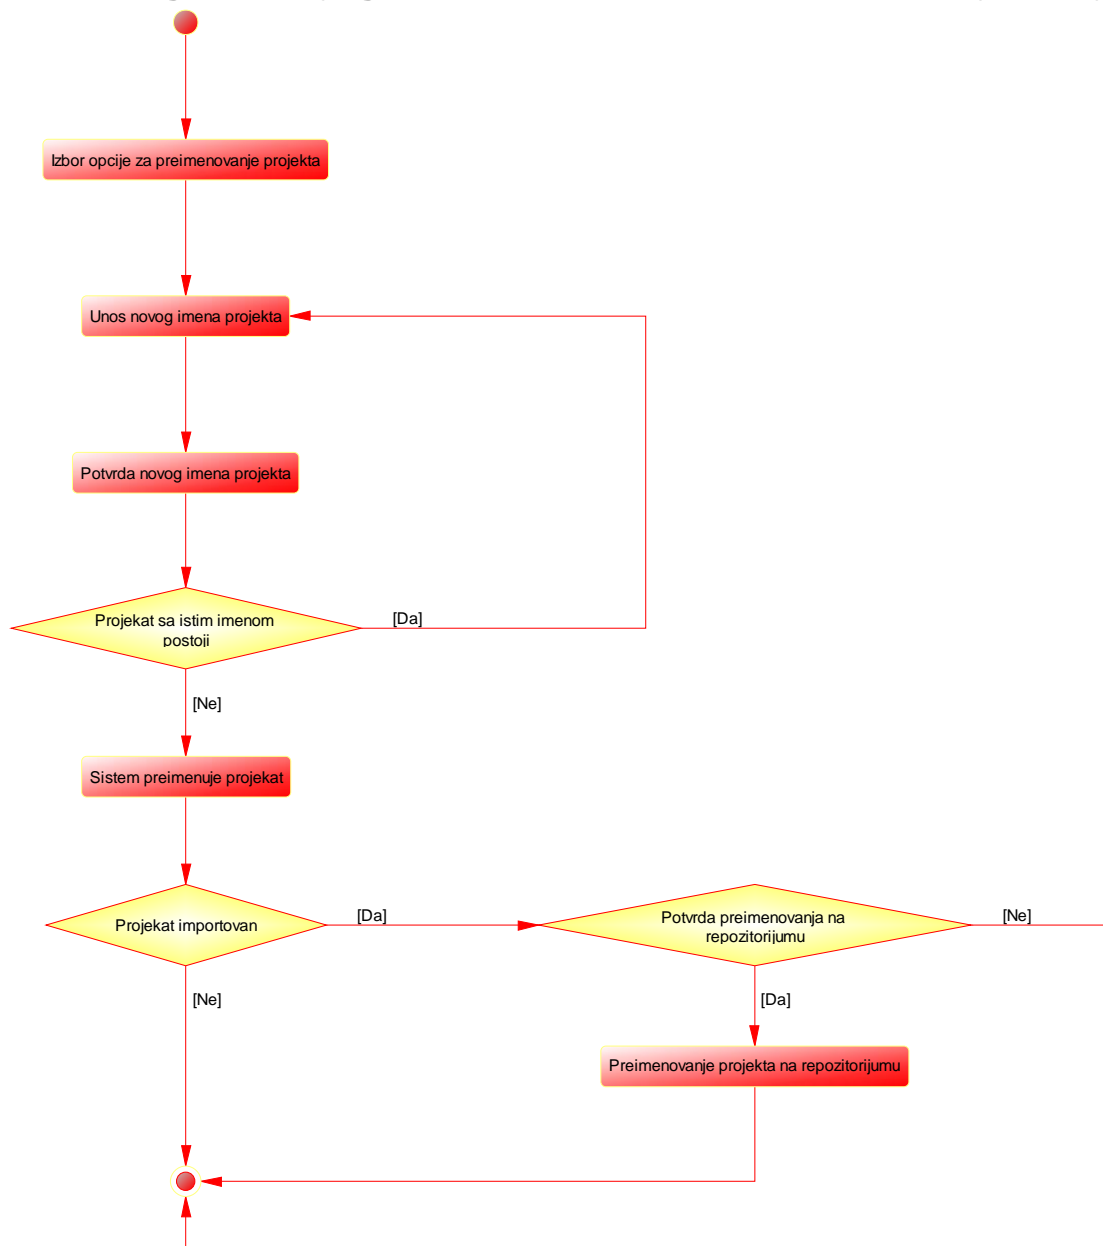 Izbor opcije za preimenovanje projekta
Unos novog imena projekta
Potvrda novog imena projekta
Projekat sa istim imenom
postoji
[Da]
[Ne]
Sistem preimenuje projekat
Projekat importovan
[Da]
Potvrda preimenovanja na
repozitorijumu
[Ne]
[Ne]
[Da]
Preimenovanje projekta na repozitorijumu